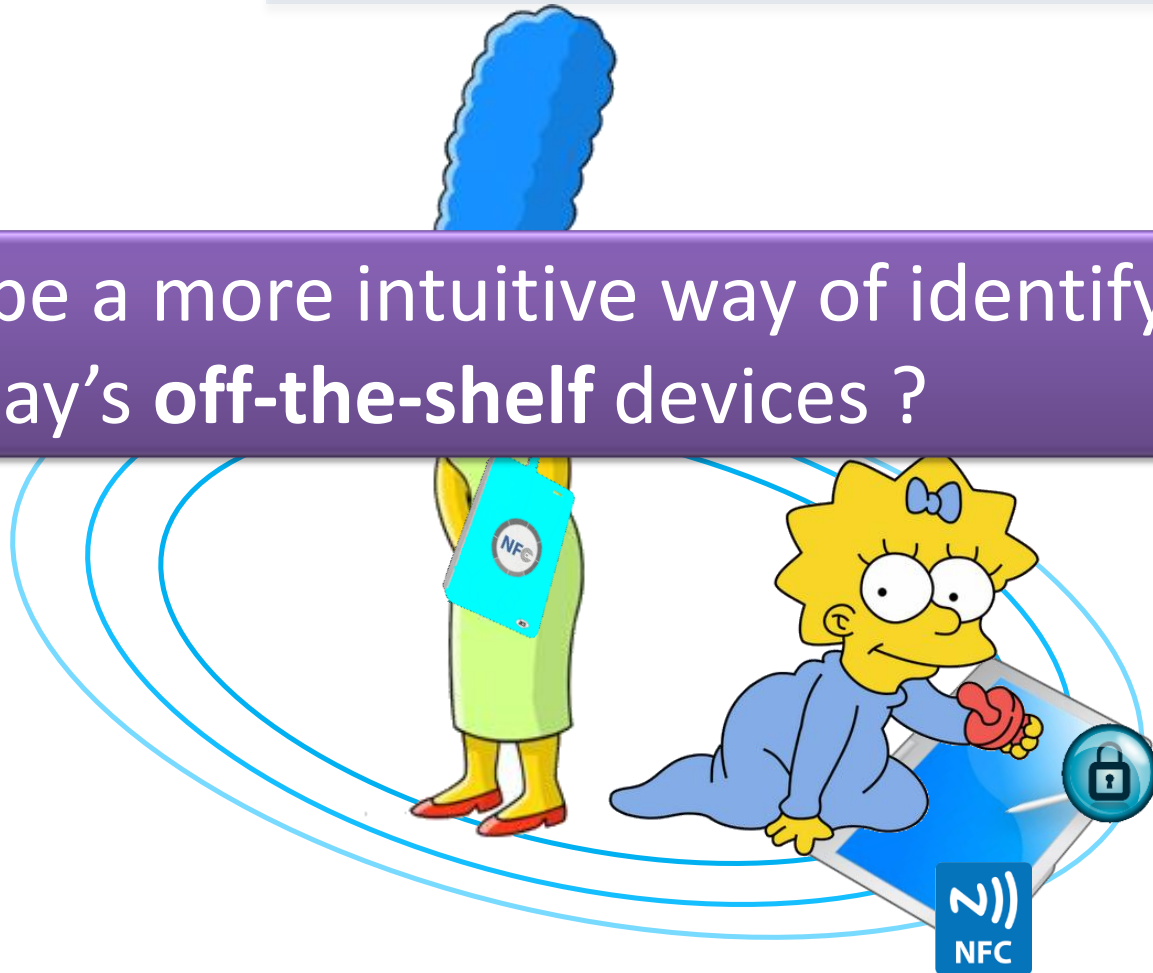 be a more intuitive way of identify
ay’s off-the-shelf devices ?
NFC
NFC